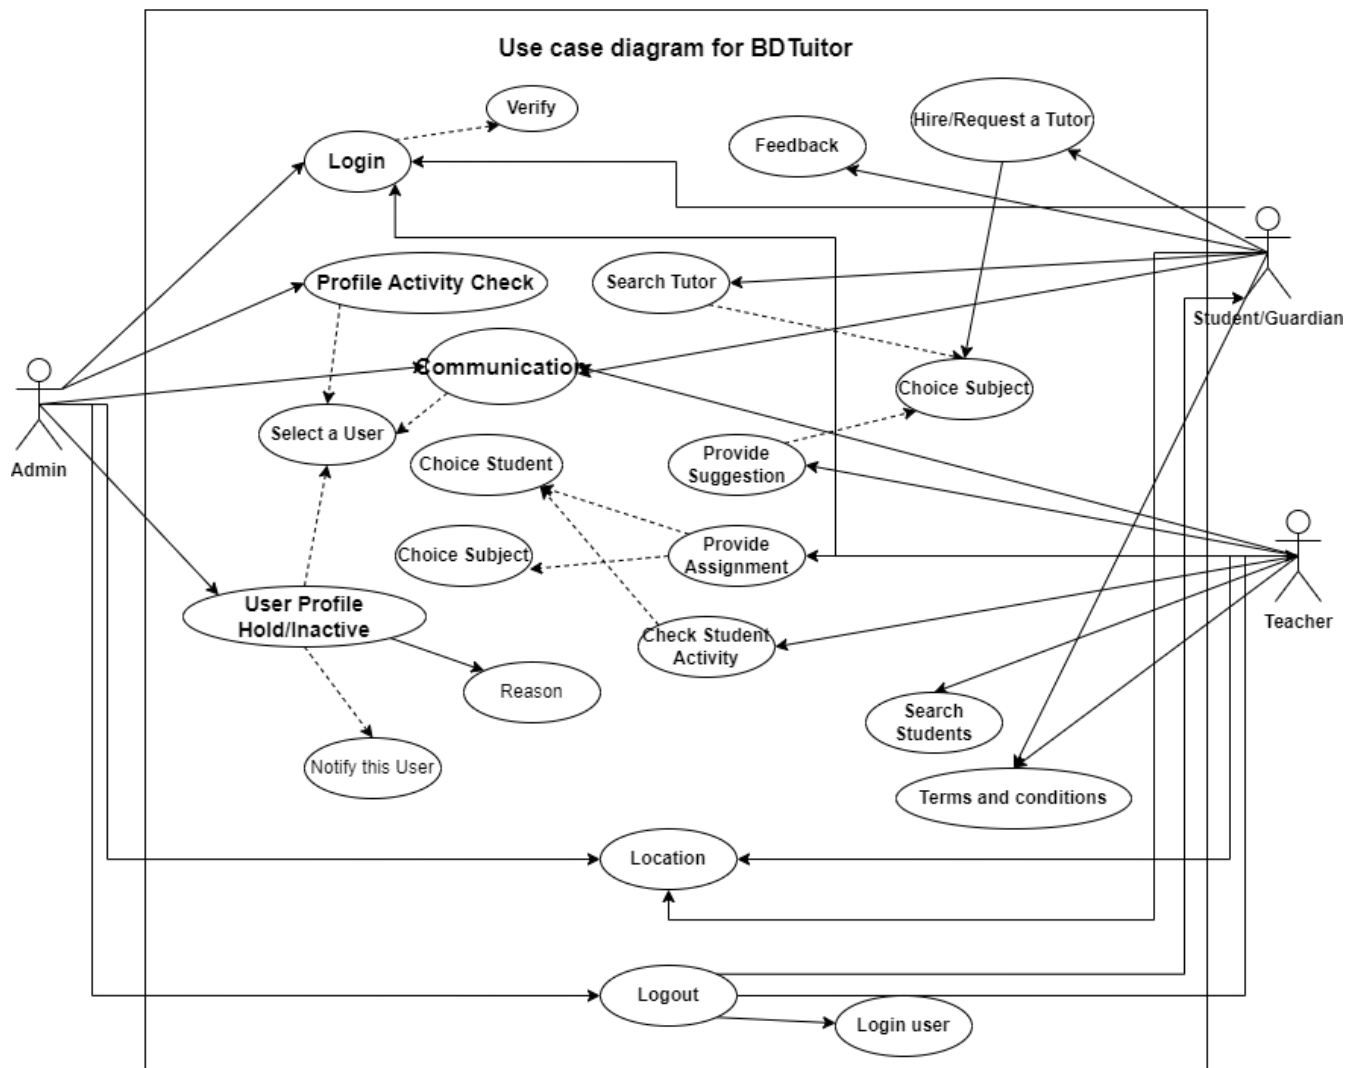 Use case diagram for BDTuitor
Verify
Hire/Request a Tutor
Feedback
Login
Profile Activity Check
Search Tutor
Student/Guardian
Communication
Choice Subject
Select a User
Admin
Choice Student
Provide
Suggestion
Choice Subject
Provide
Assignment
User Profile
Hold/Inactive
Check Student
Activity
Teacher
Reason
Search
Students
Notify this User
Terms and conditions
Location
Logout
Login user